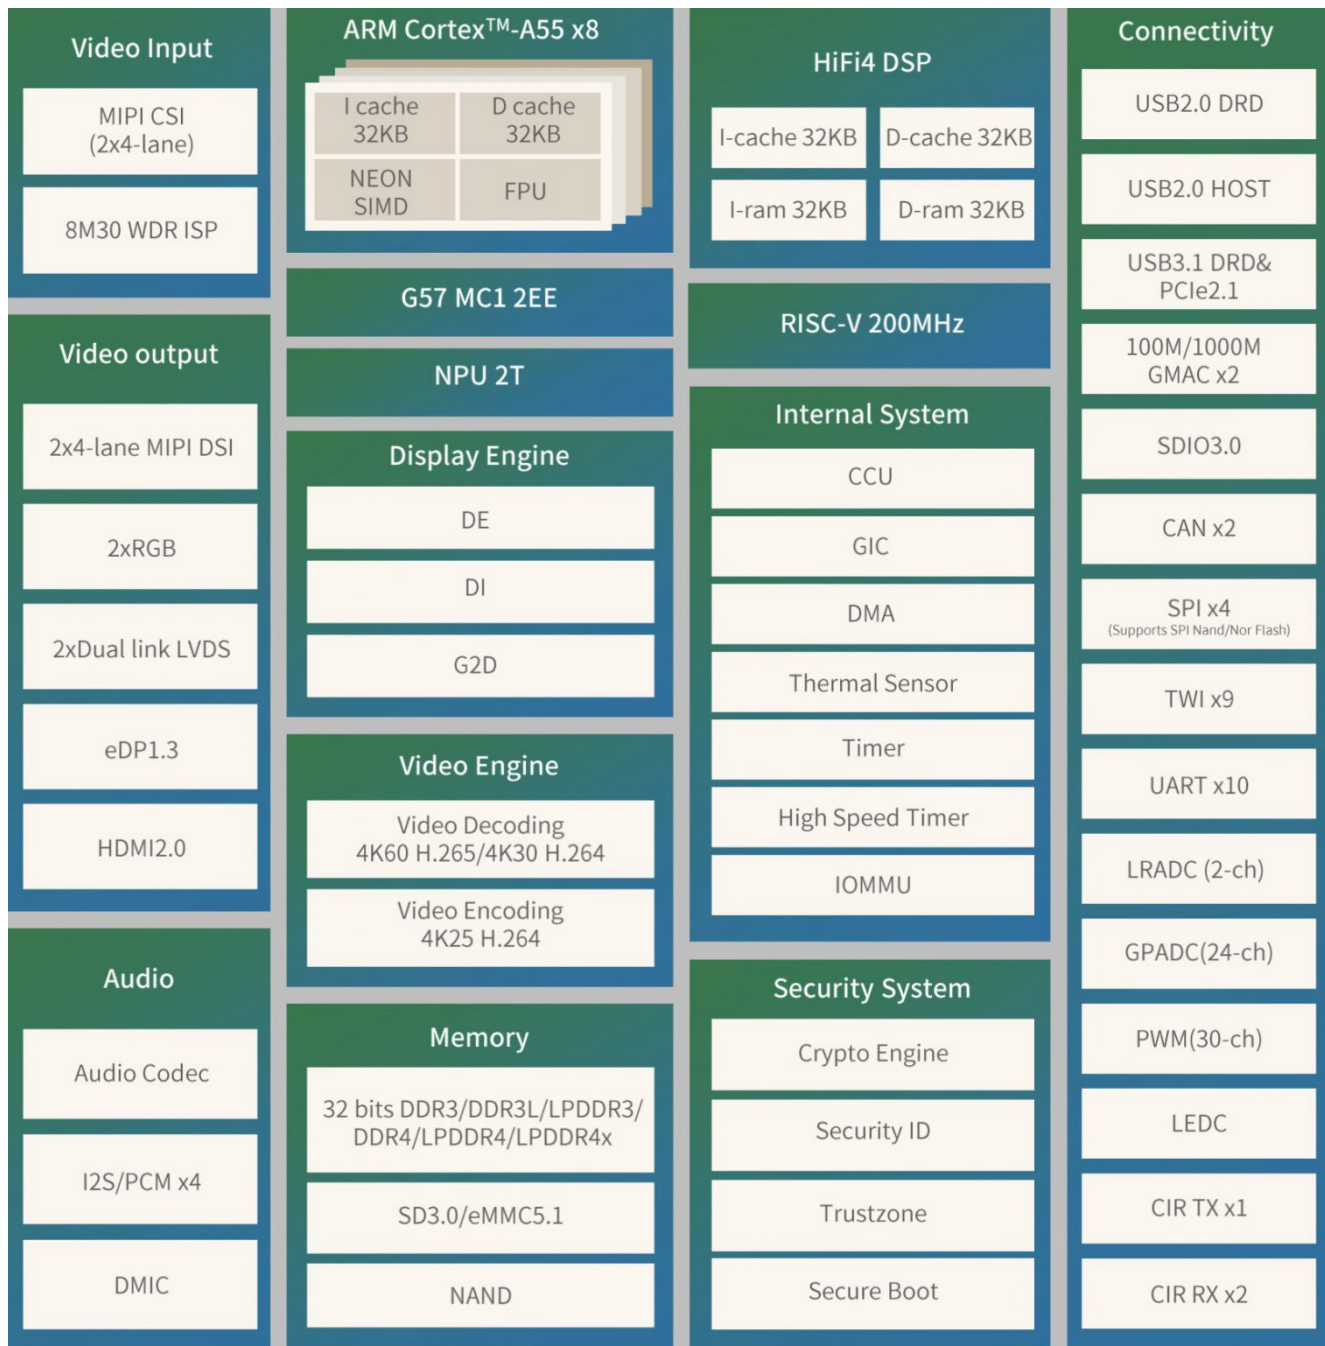 Video Input
MIPI CSI
(2x4-lane)
8M30 WDR ISP
Video output
2x4-lane MIPI DSI
2xRGB
2xDual link LVDS
eDP1.3
HDMI2.0
Audio
Audio Codec
I2S/PCM x4
DMIC
ARM Cortex™-A55 x8
I cache
32KB
D cache
32KB
NEON
SIMD
FPU
G57 MC1 2EE
NPU 2T
Display Engine
DE
DI
G2D
Video Engine
Video Decoding
4K60 H.265/4K30 H.264
Video Encoding
4K25 H.264
Memory
32 bits DDR3/DDR3L/LPDDR3/
DDR4/LPDDR4/LPDDR4x
SD3.0/eMMC5.1
NAND
HiFi4 DSP
I-cache 32KB
D-cache 32KB
I-ram 32KB
D-ram 32KB
RISC-V 200MHz
Internal System
CCU
GIC
DMA
Thermal Sensor
Timer
High Speed Timer
IOMMU
Security System
Crypto Engine
Security ID
Trustzone
Secure Boot
Connectivity
USB2.0 DRD
USB2.0 HOST
USB3.1 DRD&
PCIe2.1
100M/1000M
GMAC x2
SDIO3.0
CAN x2
SPI x4
(Supports SPI Nand/Nor Flash)
TWI x9
UART x10
LRADC (2-ch)
GPADC(24-ch)
PWM(30-ch)
LEDC
CIR TX x1
CIR RX x2